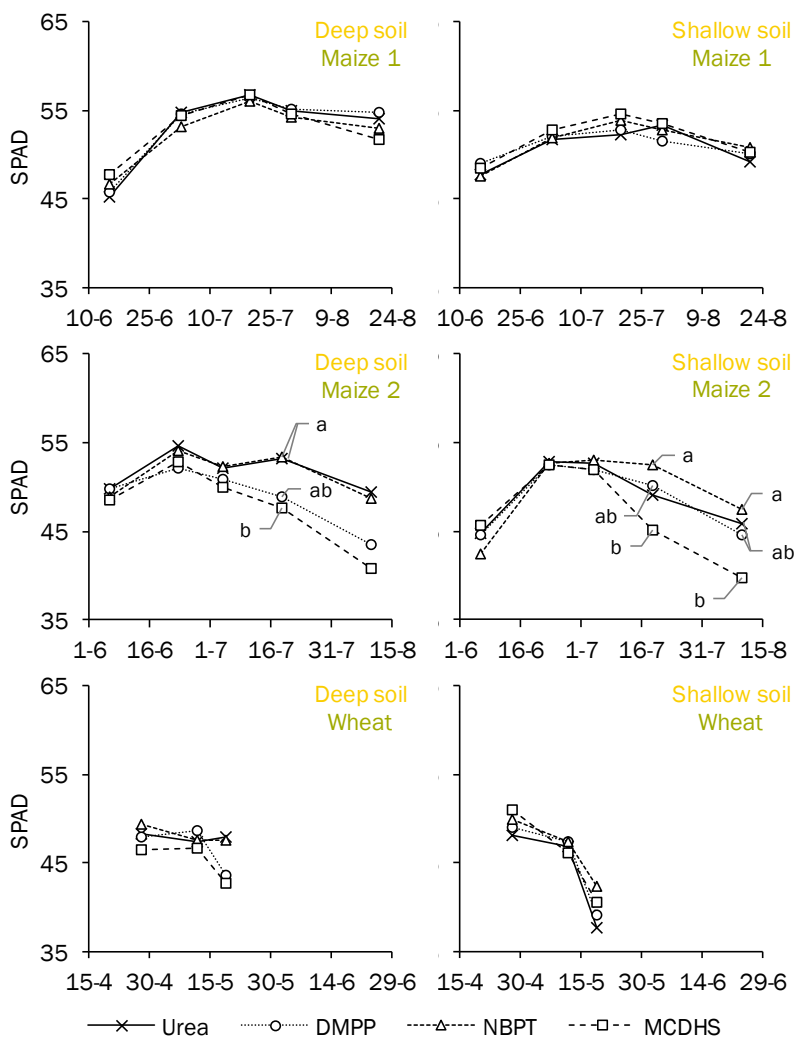 65
55
45
35
SPAD
Deep soil
Maize 1
10-6 25-6 10-7 25-7 9-8 24-8
Shallow soil
Maize 1
10-6 25-6 10-7 25-7 9-8 24-8
65
55
45
35
SPAD
Deep soil
Maize 2
a
ab
b
1-6 16-6 1-7 16-7 31-7 15-8
Shallow soil
Maize 2
a
a
ab
b
ab
b
1-6 16-6 1-7 16-7 31-7 15-8
65
55
45
35
SPAD
Deep soil
Wheat
15-4 30-4 15-5 30-5 14-6 29-6
Shallow soil
Wheat
15-4 30-4 15-5 30-5 14-6 29-6
Urea DMPP NBPT MCDHS